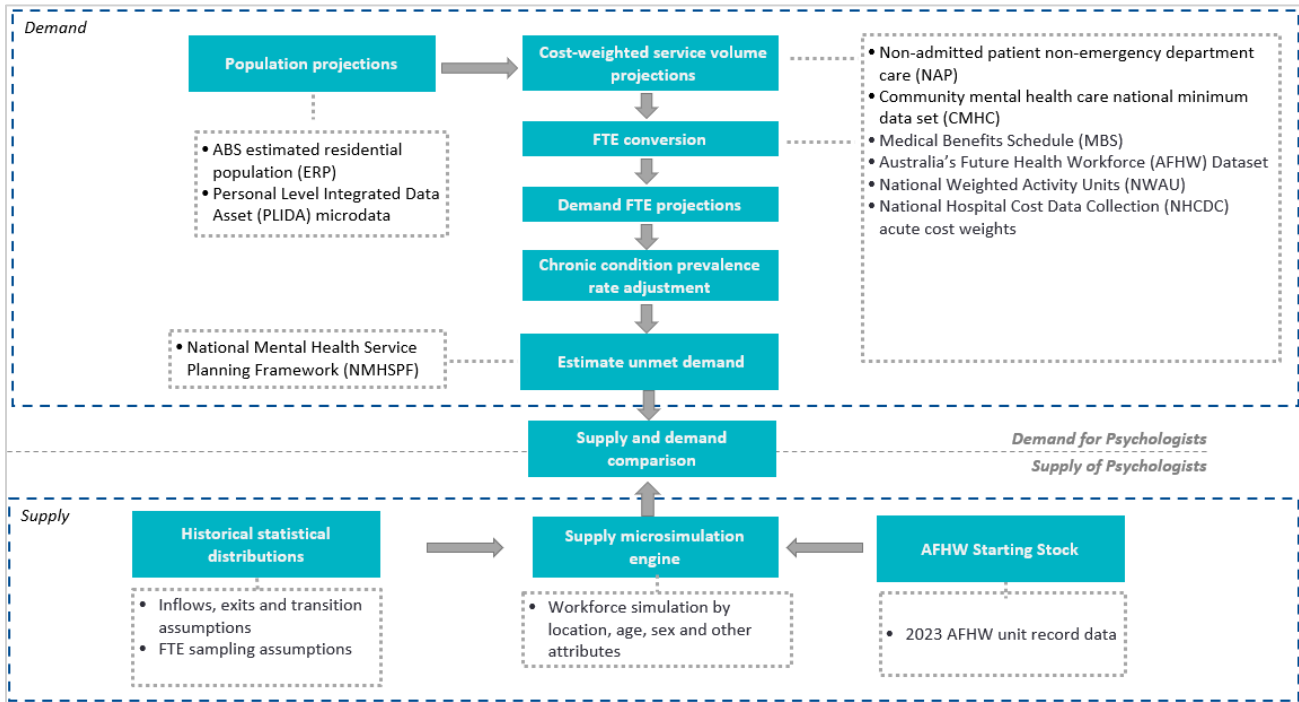 Demand
Population projections
Cost-weighted service volume
projections
• Non-admitted patient non-emergency department
care (NAP)
• Community mental health care national minimum
data set (CMHC)
• Medical Benefits Schedule (MBS)
• Australia's Future Health Workforce (AFHW) Dataset
• National Weighted Activity Units (NWAU)
• National Hospital Cost Data Collection (NHCDC)
acute cost weights
• ABS estimated residential
population (ERP)
• Personal Level Integrated Data
Asset (PLIDA) microdata
FTE conversion
Demand FTE projections
Chronic condition prevalence
rate adjustment
• National Mental Health Service
Planning Framework (NMHSPF)
Estimate unmet demand
Supply and demand
comparison
Demand for Psychologists
Supply of Psychologists
Supply
Historical statistical
distributions
Supply microsimulation
engine
AFHW Starting Stock
• Inflows, exits and transition
assumptions
• FTE sampling assumptions
• Workforce simulation by
location, age, sex and other
attributes
• 2023 AFHW unit record data